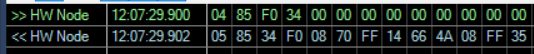 >> HW Node 12:07:29.900 04 85 F0 34 00 00 00 00 00 00 00 00 00
<< HW Node 12:07:29.902 05 85 34 F0 08 70 FF 14 66 4A 08 FF 35